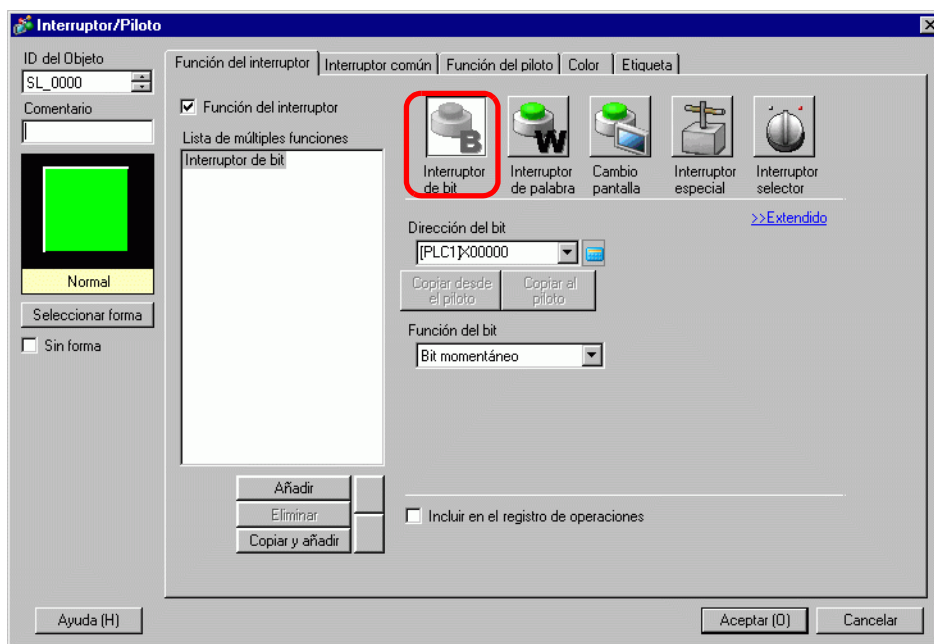 Interruptor/Piloto
ID del Objeto
SL_0000
Comentario
Normal
Seleccionar forma
Sin forma
Función del interruptor
Interruptor común
Función del piloto
Color
Etiqueta
Función del interruptor
Lista de múltiples funciones
Interruptor de bit
Añadir
Eliminar
Copiar y añadir
B
Interruptor
de bit
W
Interruptor
de palabra
Cambio
pantalla
Interruptor
especial
Interruptor
selector
>>Extendido
Dirección del bit
[PLC1]X00000
Copiar desde
el piloto
Copiar al
piloto
Función del bit
Bit momentáneo
Incluir en el registro de operaciones
Ayuda (H)
Aceptar (O)
Cancelar